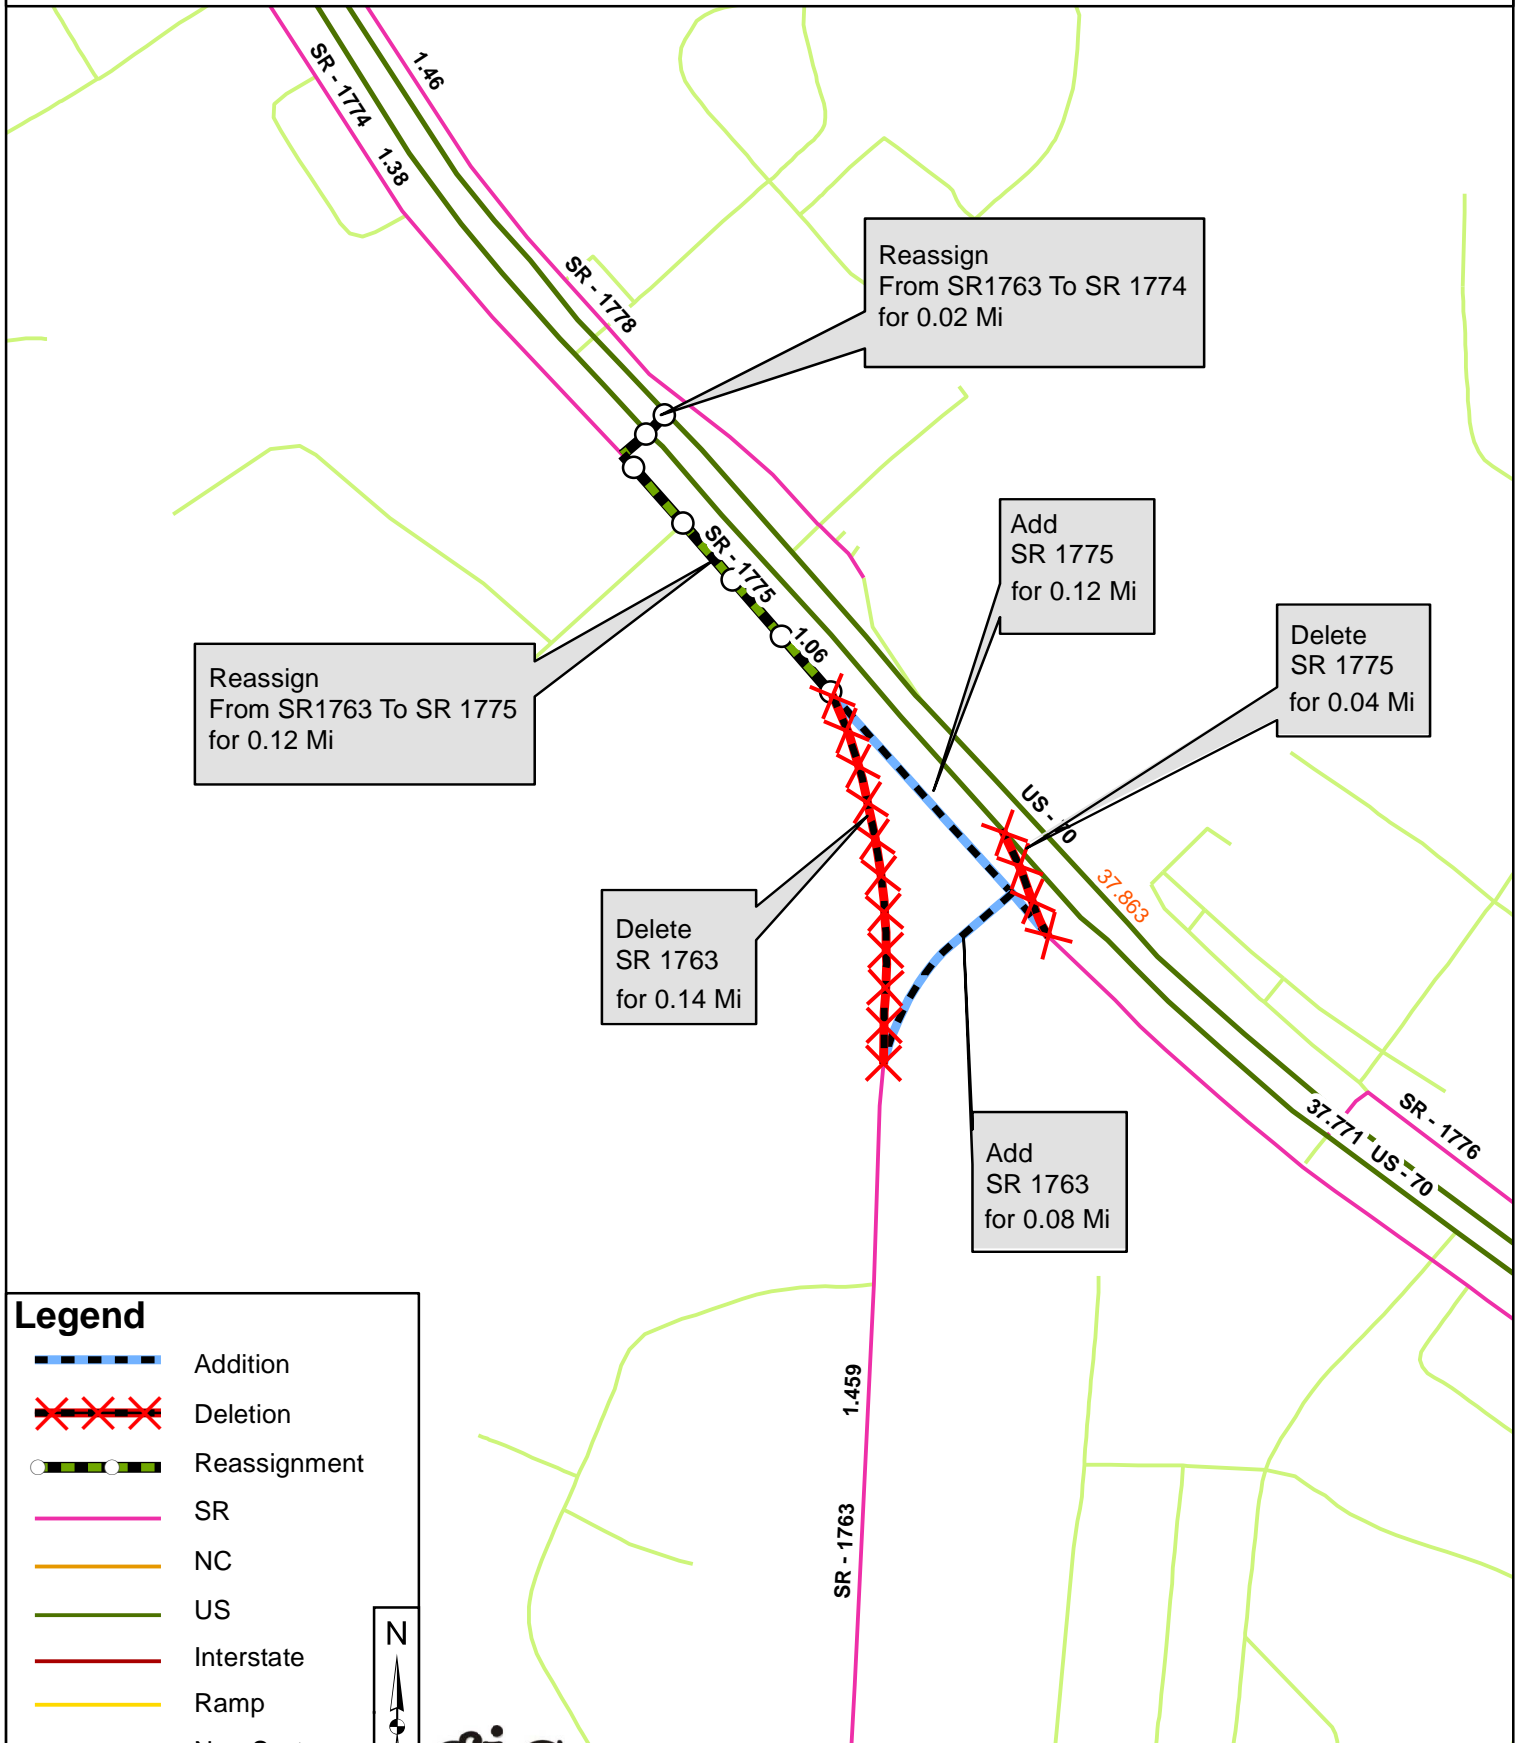 SR - 1774
1.46
1.38
SR - 1778
Reassign
From SR1763 To SR 1774
for 0.02 Mi
Add
SR 1775
for 0.12 Mi
SR - 1775
1.06
Delete
SR 1775
for 0.04 Mi
Reassign
From SR1763 To SR 1775
for 0.12 Mi
US - 70
37.863
Delete
SR 1763
for 0.14 Mi
37.771
US - 70
SR - 1776
Add
SR 1763
for 0.08 Mi
1.459
SR - 1763
Legend
Addition
Deletion
Reassignment
SR
NC
US
Interstate
Ramp
N